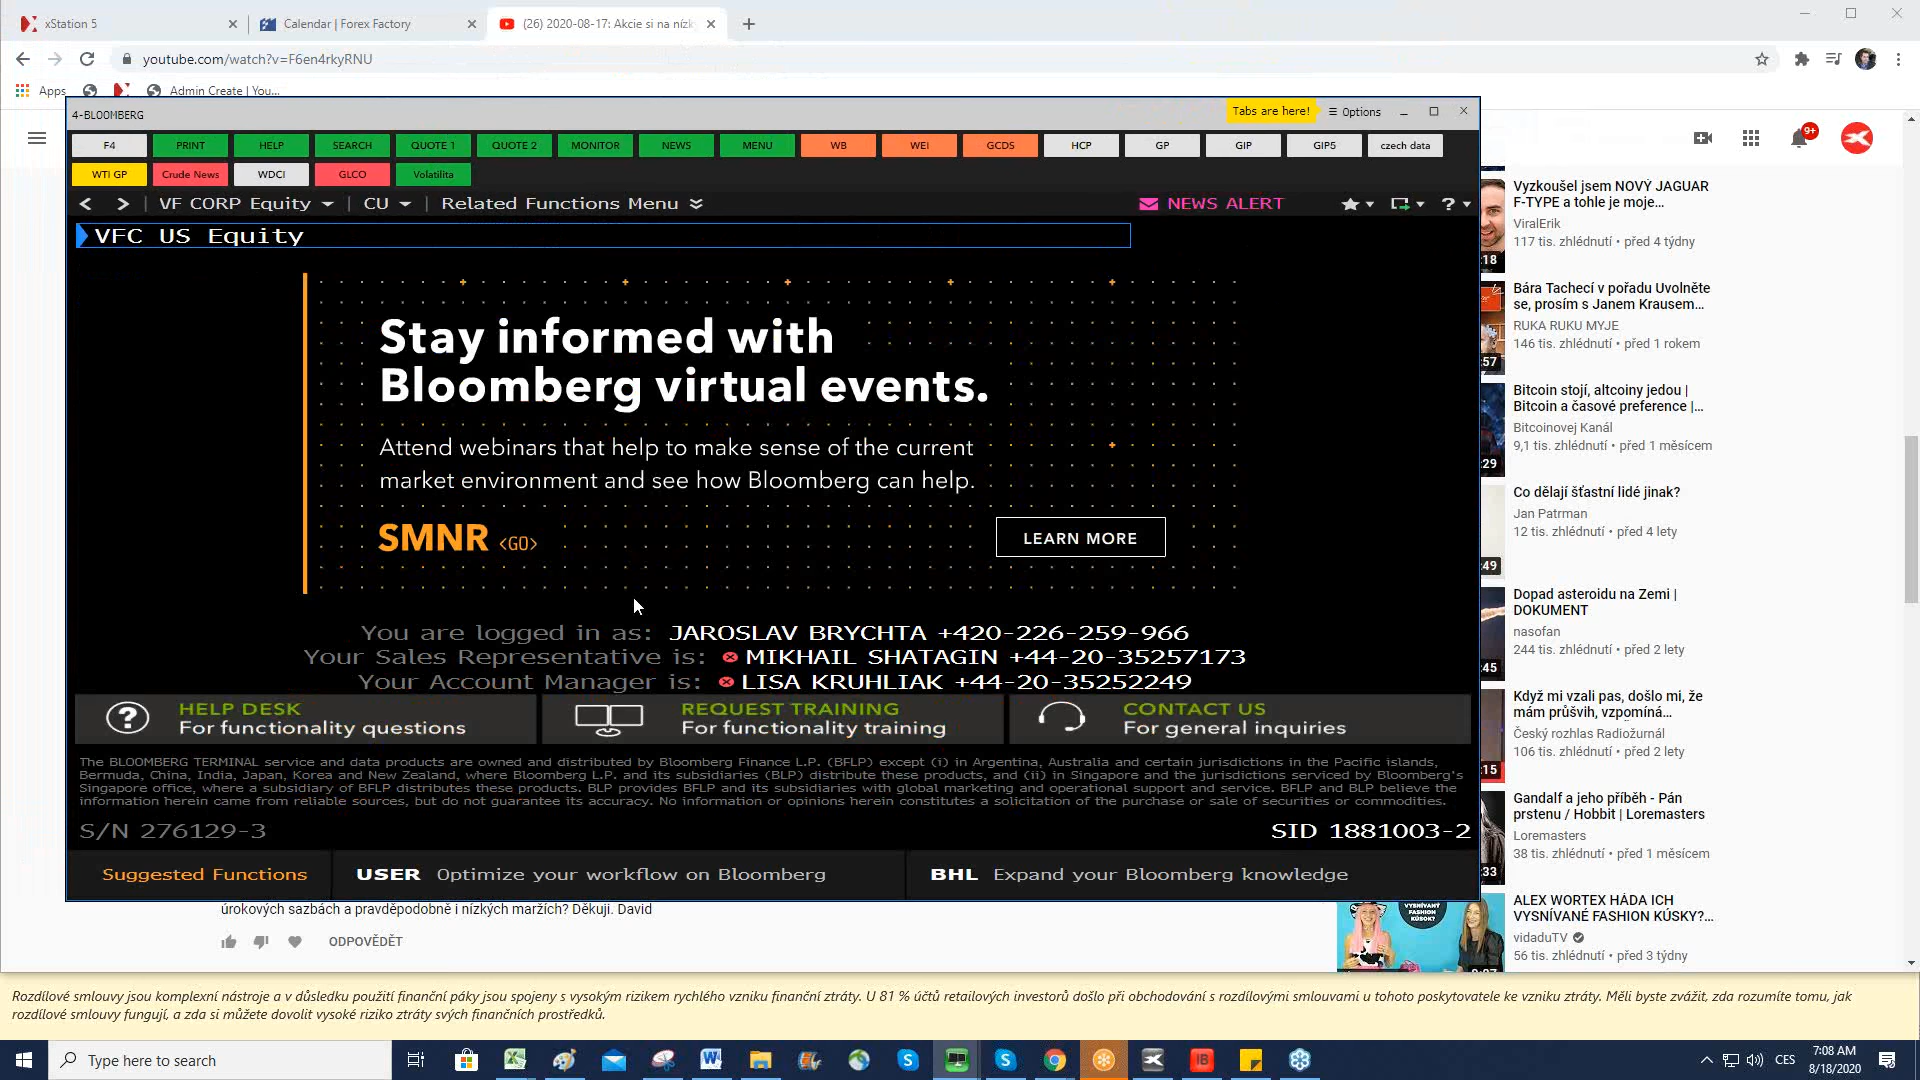 xStation 5
Calendar | Forex Factory
(26) 2020-08-17: Akcie si na nízk
youtube.com/watch?v=F6en4rkyRNU
Apps
Admin Create | You...
4-BLOOMBERG
Tabs are here!
Options
F4
PRINT
HELP
SEARCH
QUOTE 1
QUOTE 2
MONITOR
NEWS
MENU
WB
WEI
GCDS
HCP
GP
GIP
GIP5
czech data
WTI GP
Crude News
WDCI
GLCO
Volatilita
< > | VF CORP Equity | CU | Related Functions Menu
NEWS ALERT
?
VFC US Equity
Stay informed with
Bloomberg virtual events.
Attend webinars that help to make sense of the current
market environment and see how Bloomberg can help.
SMNR <GO>
LEARN MORE
You are logged in as: JAROSLAV BRYCHTA +420-226-259-966
Your Sales Representative is: MIKHAIL SHATAGIN +44-20-35257173
Your Account Manager is: LISA KRUHLIAK +44-20-35252249
HELP DESK
For functionality questions
REQUEST TRAINING
For functionality training
CONTACT US
For general inquiries
The BLOOMBERG TERMINAL service and data products are owned and distributed by Bloomberg Finance L.P. (BFLP) except (i) in Argentina, Australia and certain jurisdictions in the Pacific islands,
Bermuda, China, India, Japan, Korea and New Zealand, where Bloomberg L.P. and its subsidiaries (BLP) distribute these products, and (ii) in Singapore and the jurisdictions serviced by Bloomberg's
Singapore office, where a subsidiary of BFLP distributes these products. BLP provides BFLP and its subsidiaries with global marketing and operational support and service. BFLP and BLP believe the
information herein came from reliable sources, but do not guarantee its accuracy. No information or opinions herein constitutes a solicitation of the purchase or sale of securities or commodities.
S/N 276129-3
SID 1881003-2
Suggested Functions
USER Optimize your workflow on Bloomberg
BHL Expand your Bloomberg knowledge
úrokových sazbách a pravděpodobně i nízkých maržích? Děkuji. David
ODPOVĚDĚT
9+
Vyzkoušel jsem NOVÝ JAGUAR
F-TYPE a tohle je moje...
ViralErik
117 tis. zhlédnutí • před 4 týdny
:18
Bára Tachecí v pořadu Uvolněte
se, prosím s Janem Krausem...
RUKA RUKU MYJE
146 tis. zhlédnutí • před 1 rokem
:57
Bitcoin stojí, altcoiny jedou |
Bitcoin a časové preference |...
Bitcoinovej Kanál
9,1 tis. zhlédnutí • před 1 měsícem
:29
Co dělají šťastní lidé jinak?
Jan Patrman
12 tis. zhlédnutí • před 4 lety
:49
Dopad asteroidu na Zemi |
DOKUMENT
nasofan
244 tis. zhlédnutí • před 2 lety
:45
Když mi vzali pas, došlo mi, že
mám průšvih, vzpomíná...
Český rozhlas Radiožurnál
106 tis. zhlédnutí • před 2 lety
:15
Gandalf a jeho příběh - Pán
prstenu / Hobbit | Loremasters
Loremasters
38 tis. zhlédnutí • před 1 měsícem
:33
ALEX WORTEX HÁDA ICH
VYSNÍVANÉ FASHION KÚSKY?...
vidaduTV
56 tis. zhlédnutí • před 3 týdny
VYSNÍVANÝ
FASHION
KÚSOK?
Rozdílové smlouvy jsou komplexní nástroje a v důsledku použití finanční páky jsou spojeny s vysokým rizikem rychlého vzniku finanční ztráty. U 81 % účtů retailových investorů došlo při obchodování s rozdílovými smlouvami u tohoto poskytovatele ke vzniku ztráty. Měli byste zvážit, zda rozumíte tomu, jak
rozdílové smlouvy fungují, a zda si můžete dovolit vysoké riziko ztráty svých finančních prostředků.
Type here to search
CES
7:08 AM
8/18/2020